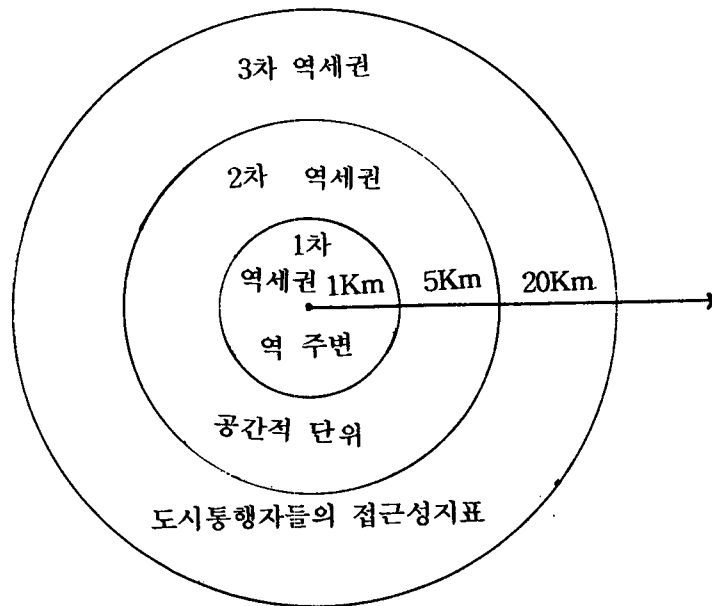 3차 역세권
2차 역세권
1차
역세권 1Km 5Km 20Km
역 주변
공간적 단위
도시통행자들의 접근성지표